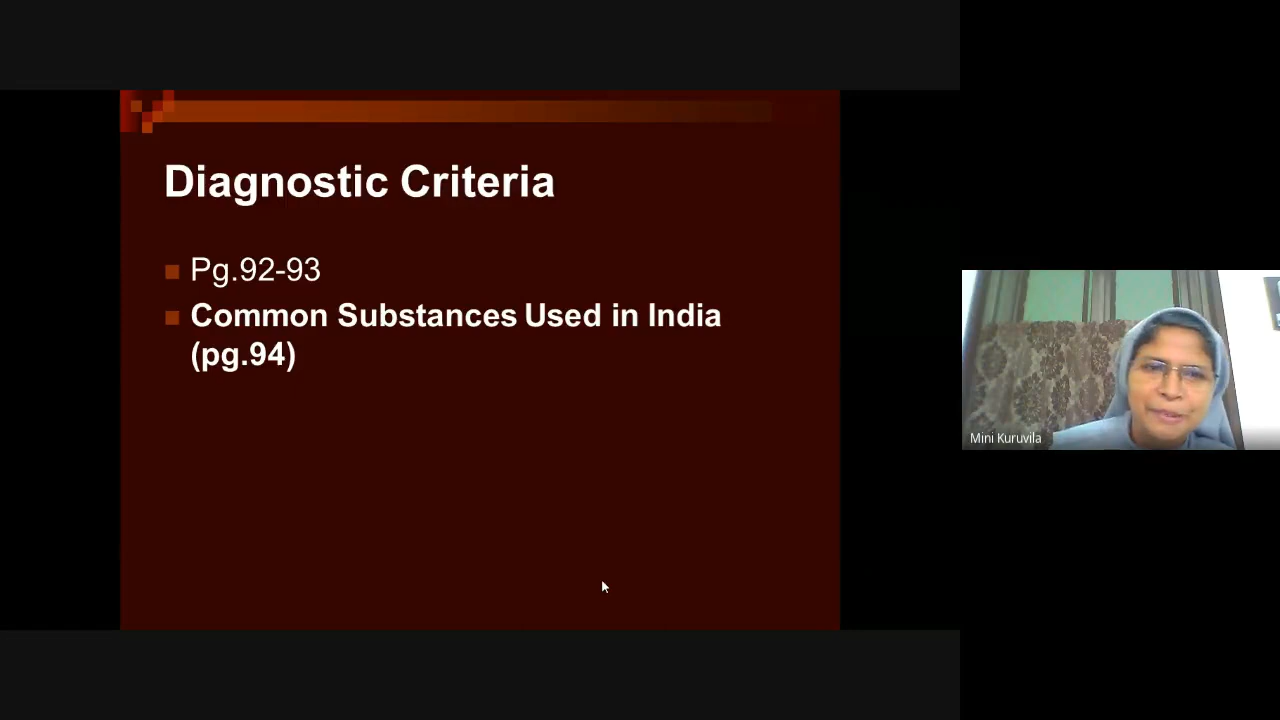 Diagnostic Criteria
Pg.92-93
Common Substances Used in India
(pg.94)
Mini Kuruvila